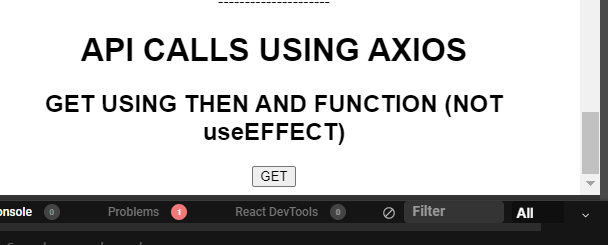 ---------------------
API CALLS USING AXIOS
GET USING THEN AND FUNCTION (NOT
useEFFECT)
GET
onsole 0 Problems 1 React DevTools 0 Filter All